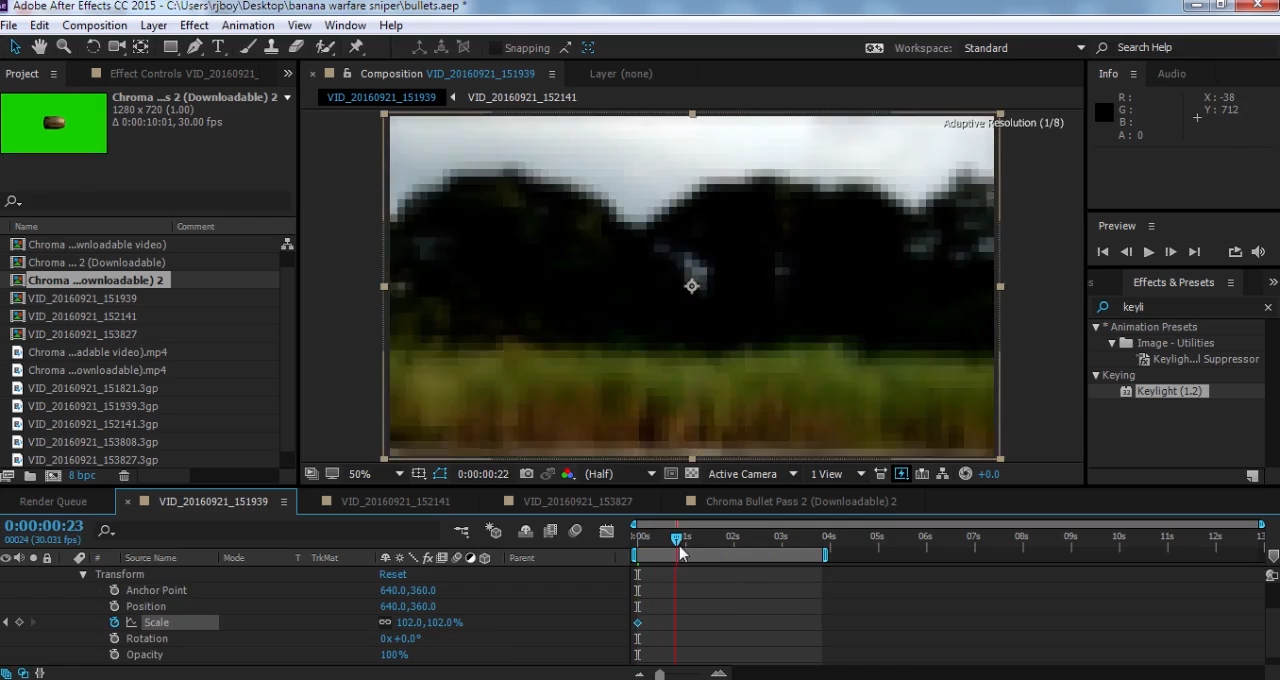 Adobe After Effects CC 2015 - C:\Users\rjboy\Desktop\banana warfare sniper\bullets.aep *
File Edit Composition Layer Effect Animation View Window Help
T Snapping Workspace: Standard Search Help
Project Effect Controls VID_20160921_ »
Composition VID_20160921_151939 Layer (none)
Info Audio
VID_20160921_151939 VID_20160921_152141
Chroma ...s 2 (Downloadable) 2
1280 x 720 (1.00)
Δ 0:00:10:01, 30.00 fps
Adaptive Resolution (1/8)
R :
G :
B :
A : 0
X : -38
Y : 712
Name Comment
Chroma ...wnloadable video)
Chroma ... 2 (Downloadable)
Chroma ...ownloadable) 2
VID_20160921_151939
VID_20160921_152141
VID_20160921_153827
Chroma ...adable video).mp4
Chroma ...ownloadable).mp4
VID_20160921_151821.3gp
VID_20160921_151939.3gp
VID_20160921_152141.3gp
VID_20160921_153808.3gp
VID_20160921_153827.3gp
8 bpc
Preview
s Effects & Presets »
keyli
* Animation Presets
Image - Utilities
Keyligh...l Suppressor
Keying
Keylight (1.2)
50% 0:00:00:22 (Half) Active Camera 1 View +0.0
Render Queue VID_20160921_151939 VID_20160921_152141 VID_20160921_153827 Chroma Bullet Pass 2 (Downloadable) 2
0:00:00:23
00024 (30.031 fps)
:00s 1s 02s 03s 04s 05s 06s 07s 08s 09s 10s 11s 12s 13
# Source Name Mode T TrkMat fx Parent
Transform Reset
Anchor Point 640.0,360.0
Position 640.0,360.0
Scale 102.0,102.0%
Rotation 0x+0.0°
Opacity 100%